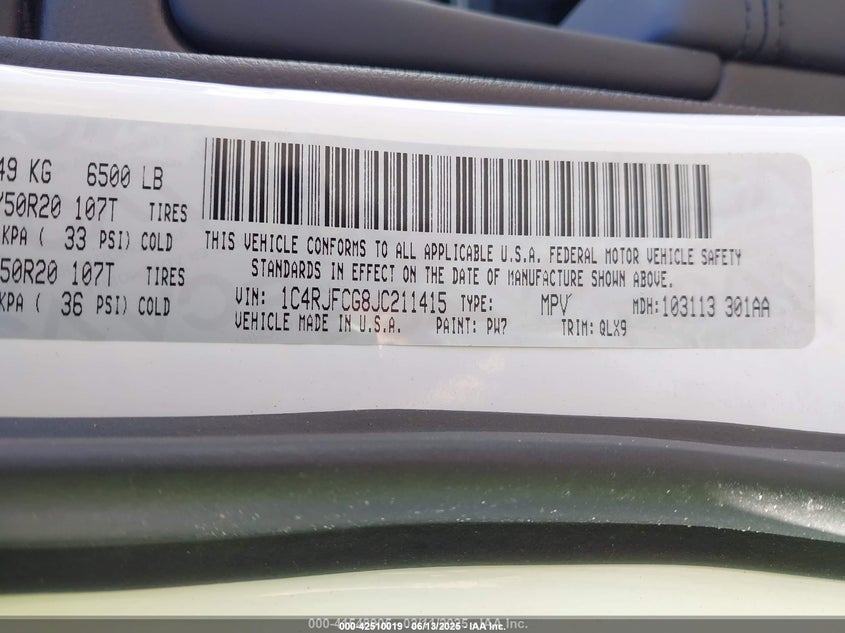 49 KG 6500 LB
/50R20 107T TIRES
KPA ( 33 PSI) COLD
50R20 107T TIRES
KPA ( 36 PSI) COLD
THIS VEHICLE CONFORMS TO ALL APPLICABLE U.S.A. FEDERAL MOTOR VEHICLE SAFETY
STANDARDS IN EFFECT ON THE DATE OF MANUFACTURE SHOWN ABOVE.
VIN: 1C4RJFCG8JC211415 TYPE: MPV MDH:103113 301AA
VEHICLE MADE IN U.S.A. PAINT: PW7 TRIM: QLX9
000-42510019 06/13/2025 IAA Inc.